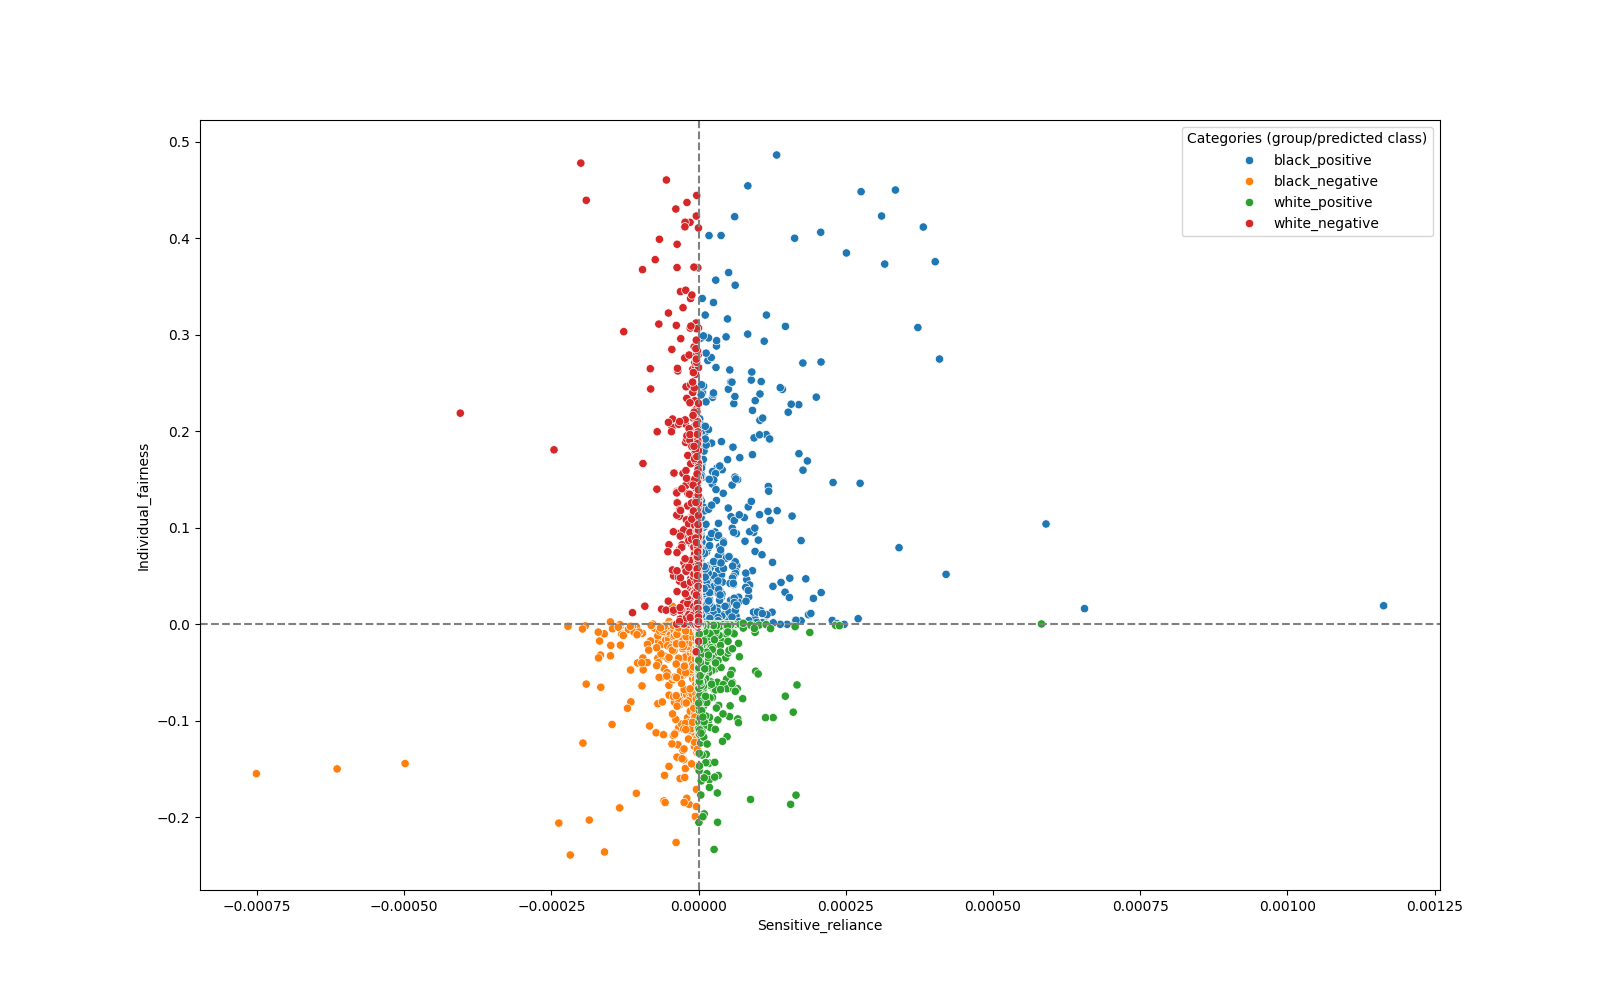 Categories (group/predicted class)
black_positive
black_negative
white_positive
white_negative
0.5
0.4
0.3
0.2
0.1
0.0
−0.1
−0.2
Individual_fairness
−0.00075
−0.00050
−0.00025
0.00000
0.00025
0.00050
0.00075
0.00100
0.00125
Sensitive_reliance